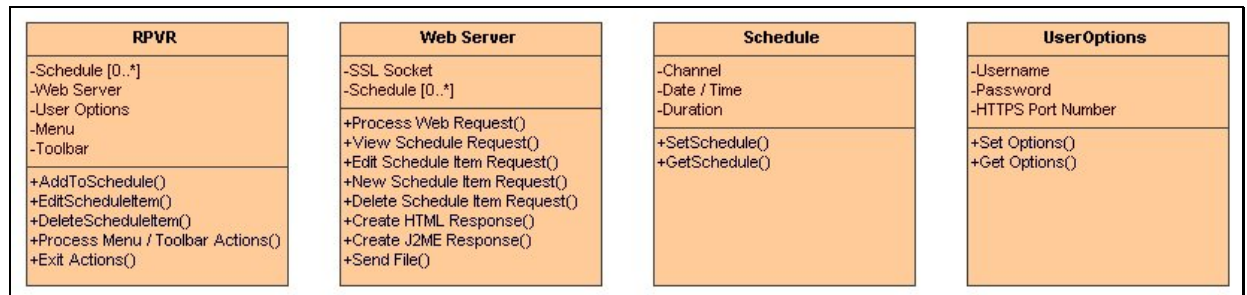 RPVR
-Schedule [0..*]
-Web Server
-User Options
-Menu
-Toolbar
+AddToSchedule()
+EditScheduleItem()
+DeleteScheduleItem()
+Process Menu / Toolbar Actions()
+Exit Actions()
Web Server
-SSL Socket
-Schedule [0..*]
+Process Web Request()
+View Schedule Request()
+Edit Schedule Item Request()
+New Schedule Item Request()
+Delete Schedule Item Request()
+Create HTML Response()
+Create J2ME Response()
+Send File()
Schedule
-Channel
-Date / Time
-Duration
+SetSchedule()
+GetSchedule()
UserOptions
-Username
-Password
-HTTPS Port Number
+Set Options()
+Get Options()